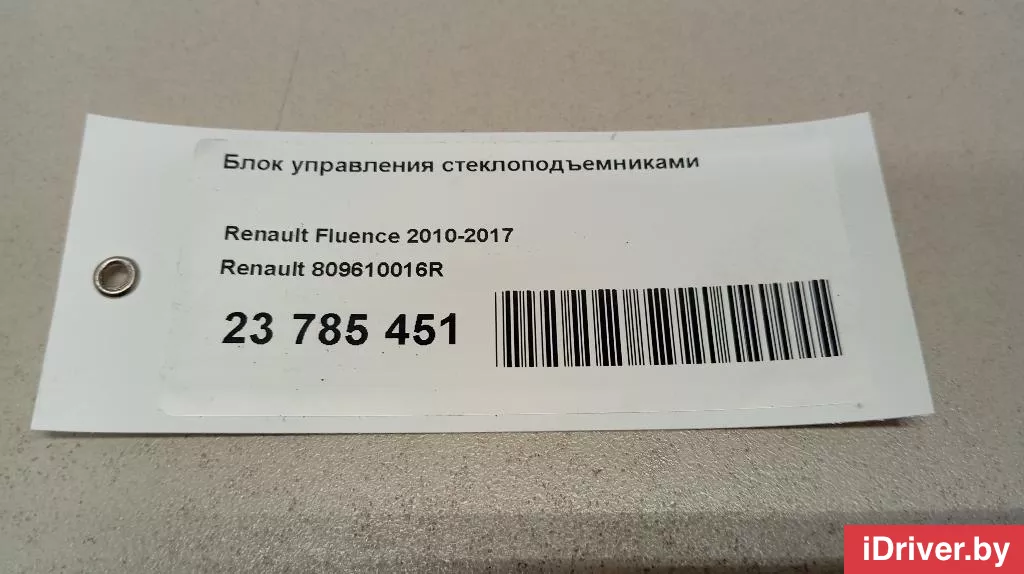 Блок управления стеклоподъемниками
Renault Fluence 2010-2017
Renault 809610016R
23 785 451
iDriver.by